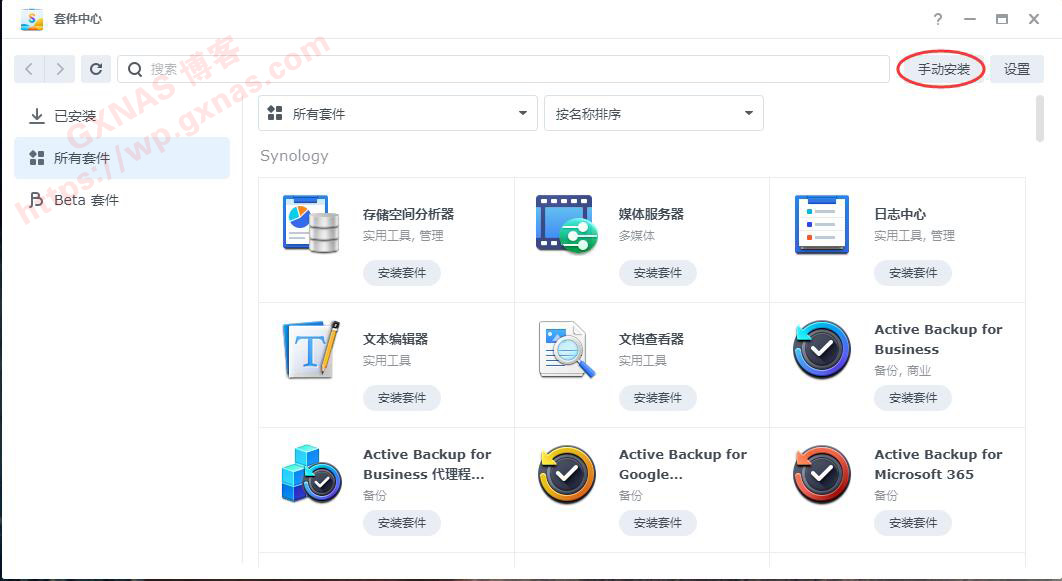 套件中心
搜索
手动安装
设置
已安装
所有套件
Beta 套件
所有套件
按名称排序
Synology
存储空间分析器
实用工具, 管理
安装套件
媒体服务器
多媒体
安装套件
日志中心
实用工具, 管理
安装套件
文本编辑器
实用工具
安装套件
文档查看器
实用工具
安装套件
Active Backup for
Business
备份, 商业
安装套件
Active Backup for
Business 代理程...
备份
安装套件
Active Backup for
Google...
备份
安装套件
Active Backup for
Microsoft 365
备份
安装套件
GXNAS 博客
https://wp.gxnas.com